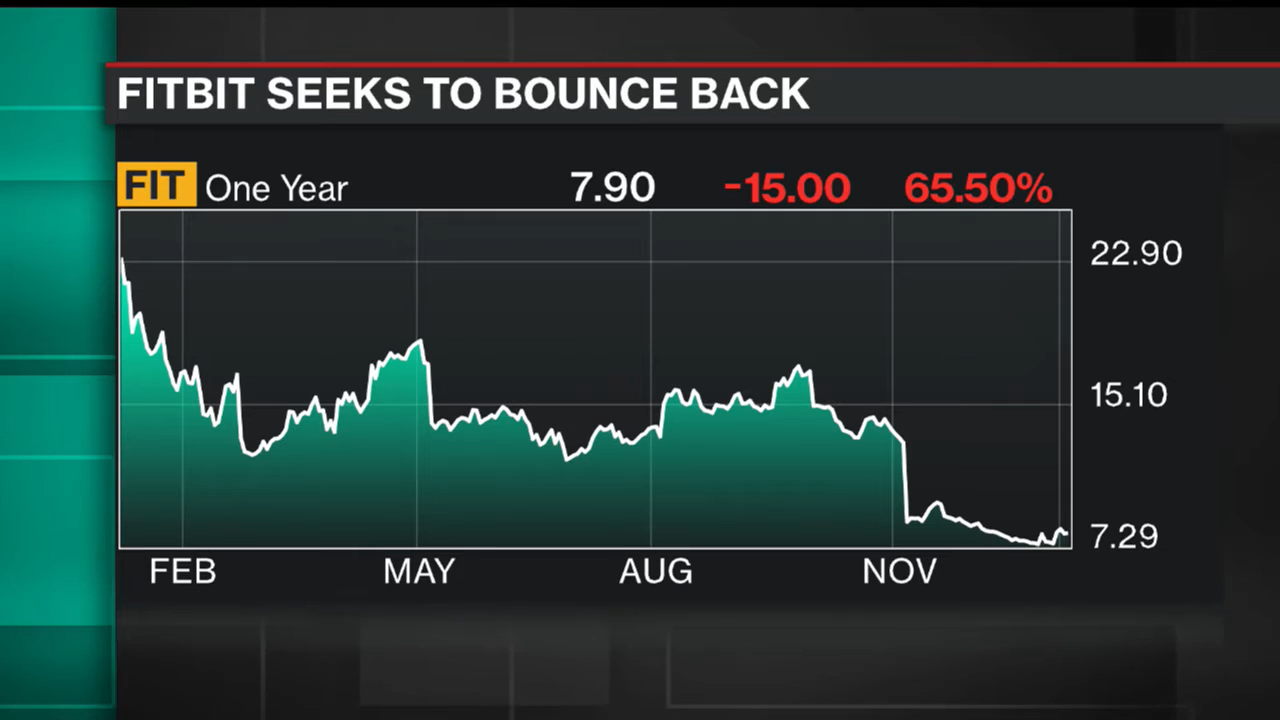 FITBIT SEEKS TO BOUNCE BACK
FIT One Year 7.90 -15.00 65.50%
22.90
15.10
7.29
FEB MAY AUG NOV